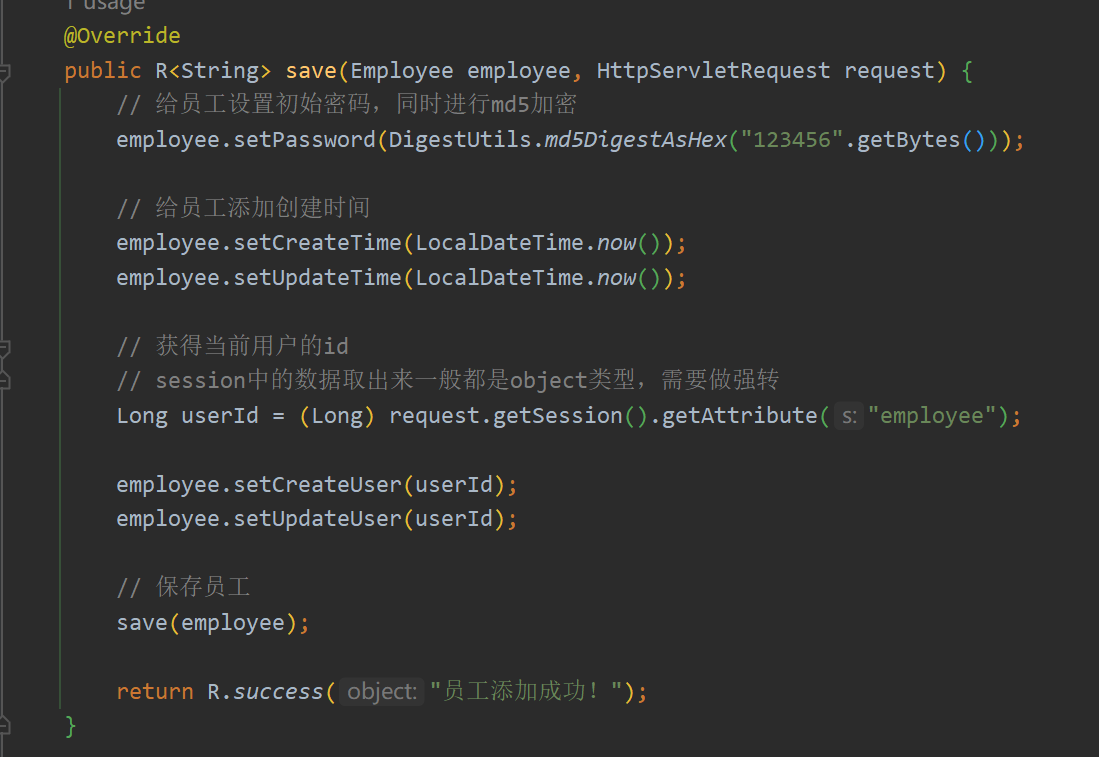 1 usage
@Override
public R<String> save(Employee employee, HttpServletRequest request) {
// 给员工设置初始密码，同时进行md5加密
employee.setPassword(DigestUtils.md5DigestAsHex("123456".getBytes()));
// 给员工添加创建时间
employee.setCreateTime(LocalDateTime.now());
employee.setUpdateTime(LocalDateTime.now());
// 获得当前用户的id
// session中的数据取出来一般都是object类型，需要做强转
Long userId = (Long) request.getSession().getAttribute( s: "employee");
employee.setCreateUser(userId);
employee.setUpdateUser(userId);
// 保存员工
save(employee);
return R.success( object: "员工添加成功！");
}